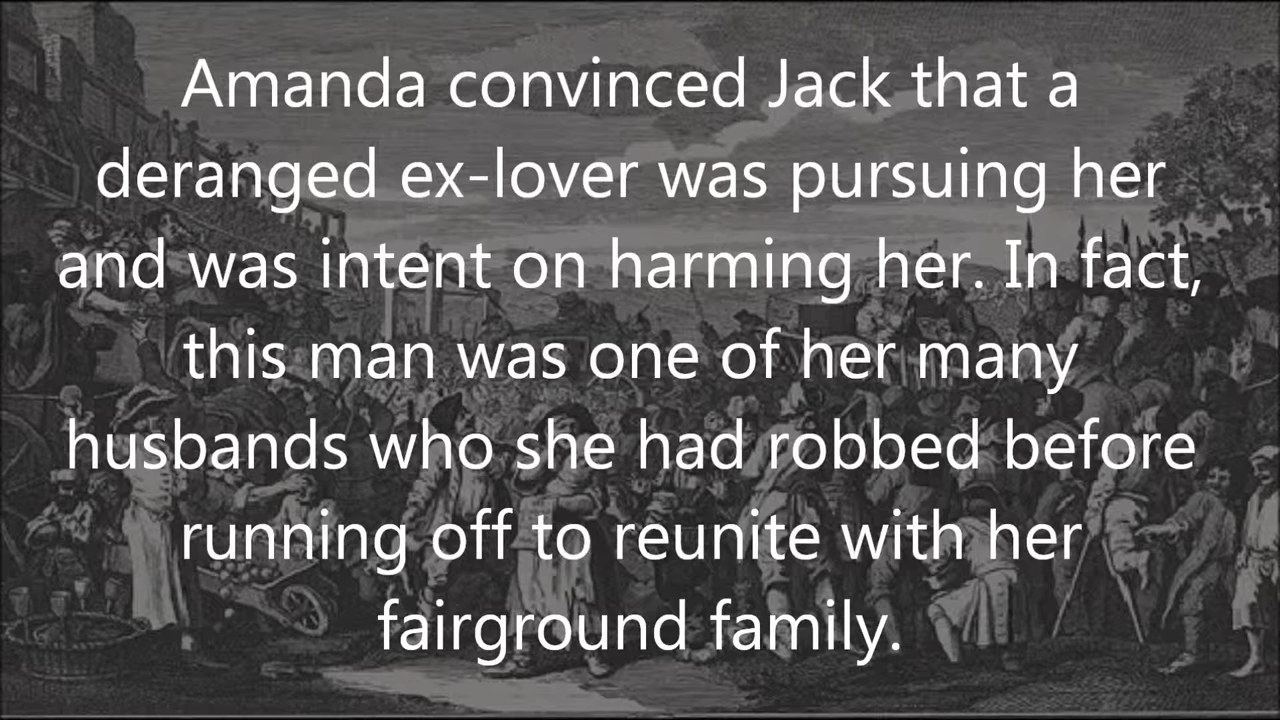 Amanda convinced Jack that a
deranged ex-lover was pursuing her
and was intent on harming her. In fact,
this man was one of her many
husbands who she had robbed before
running off to reunite with her
fairground family.